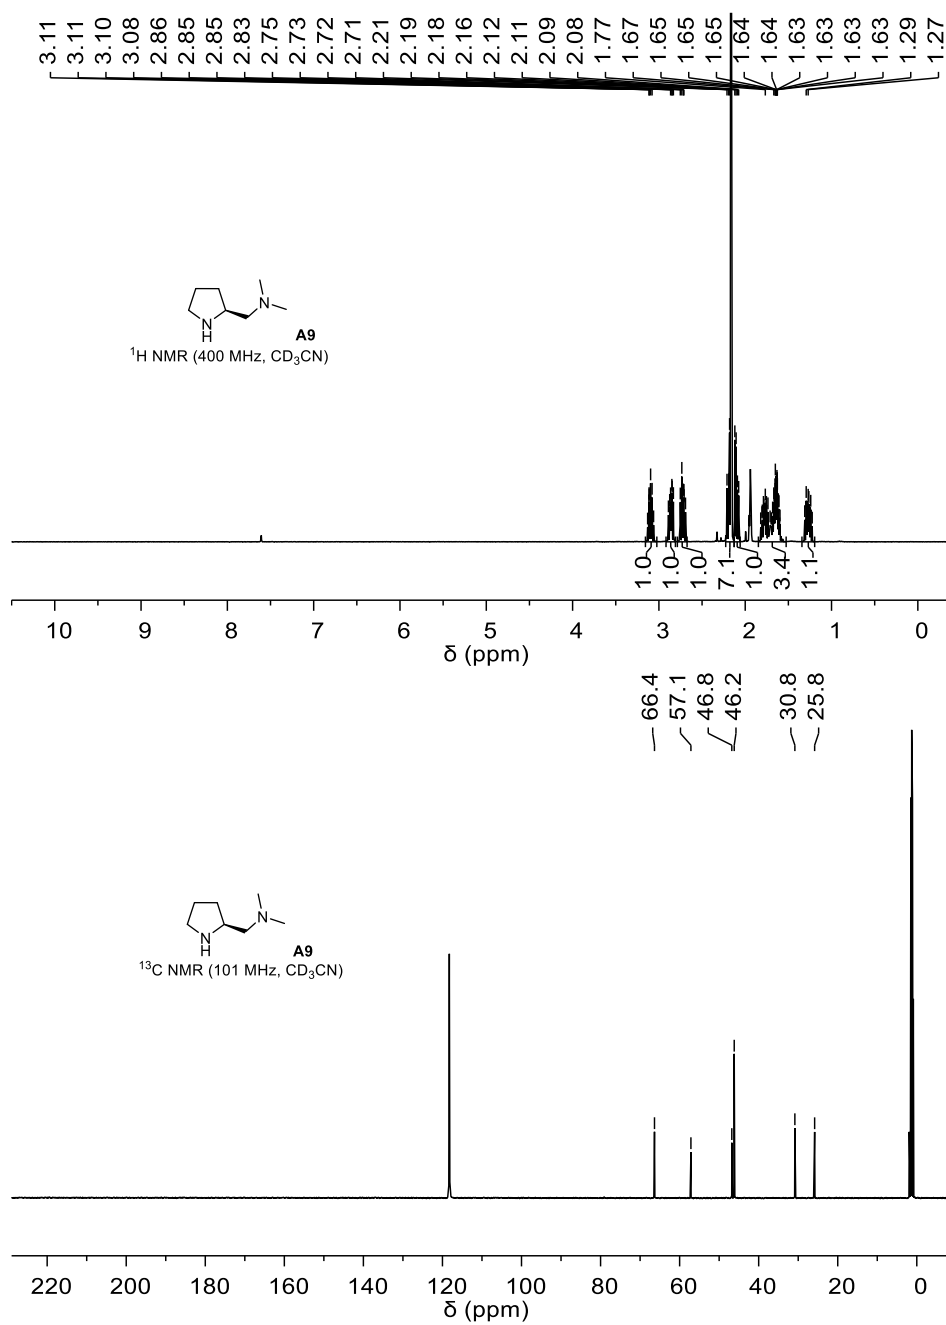 3.11 3.11 3.10 3.08 2.86 2.85 2.85 2.83 2.75 2.73 2.72 2.71 2.21 2.19 2.18 2.16 2.12 2.11 2.09 2.08 1.77 1.67 1.65 1.65 1.65 1.64 1.64 1.63 1.63 1.63 1.63 1.29 1.27
N
N
H
A9
¹H NMR (400 MHz, CD₃CN)
1.0 1.0 1.0 7.1 1.0 3.4 1.1
10 9 8 7 6 5 4 3 2 1 0
δ (ppm)
66.4 57.1 46.8 46.2 30.8 25.8
N
N
H
A9
¹³C NMR (101 MHz, CD₃CN)
220 200 180 160 140 120 100 80 60 40 20 0
δ (ppm)